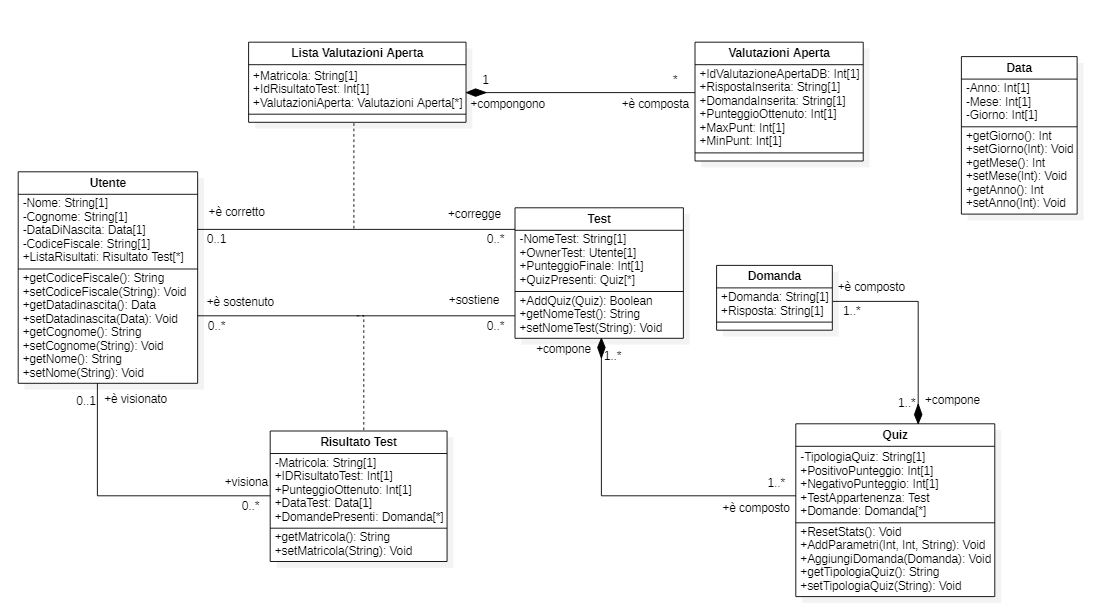 Lista Valutazioni Aperta
+Matricola: String[1]
+IdRisultatoTest: Int[1]
+ValutazioniAperta: Valutazioni Aperta[*]
1
+compongono
*
+è composta
Valutazioni Aperta
+IdValutazioneApertaDB: Int[1]
+RispostaInserita: String[1]
+DomandaInserita: String[1]
+PunteggioOttenuto: Int[1]
+MaxPunt: Int[1]
+MinPunt: Int[1]
Data
-Anno: Int[1]
-Mese: Int[1]
-Giorno: Int[1]
+getGiorno(): Int
+setGiorno(Int): Void
+getMese(): Int
+setMese(Int): Void
+getAnno(): Int
+setAnno(Int): Void
Utente
-Nome: String[1]
-Cognome: String[1]
-DataDiNascita: Data[1]
-CodiceFiscale: String[1]
+ListaRisultati: Risultato Test[*]
+getCodiceFiscale(): String
+setCodiceFiscale(String): Void
+getDatadinascita(): Data
+setDatadinascita(Data): Void
+getCognome(): String
+setCognome(String): Void
+getNome(): String
+setNome(String): Void
+è corretto
0..1
+corregge
0..*
+è sostenuto
0..*
+sostiene
0..*
Test
-NomeTest: String[1]
+OwnerTest: Utente[1]
+PunteggioFinale: Int[1]
+QuizPresenti: Quiz[*]
+AddQuiz(Quiz): Boolean
+getNomeTest(): String
+setNomeTest(String): Void
+compone
1..*
Domanda
+Domanda: String[1]
+Risposta: String[1]
+è composto
1..*
1..*
+compone
0..1
+è visionato
+visiona
0..*
Risultato Test
-Matricola: String[1]
+IDRisultatoTest: Int[1]
+PunteggioOttenuto: Int[1]
+DataTest: Data[1]
+DomandePresenti: Domanda[*]
+getMatricola(): String
+setMatricola(String): Void
1..*
+è composto
Quiz
-TipologiaQuiz: String[1]
+PositivoPunteggio: Int[1]
+NegativoPunteggio: Int[1]
+TestAppartenenza: Test
+Domande: Domanda[*]
+ResetStats(): Void
+AddParametri(Int, Int, String): Void
+AggiungiDomanda(Domanda): Void
+getTipologiaQuiz(): String
+setTipologiaQuiz(String): Void